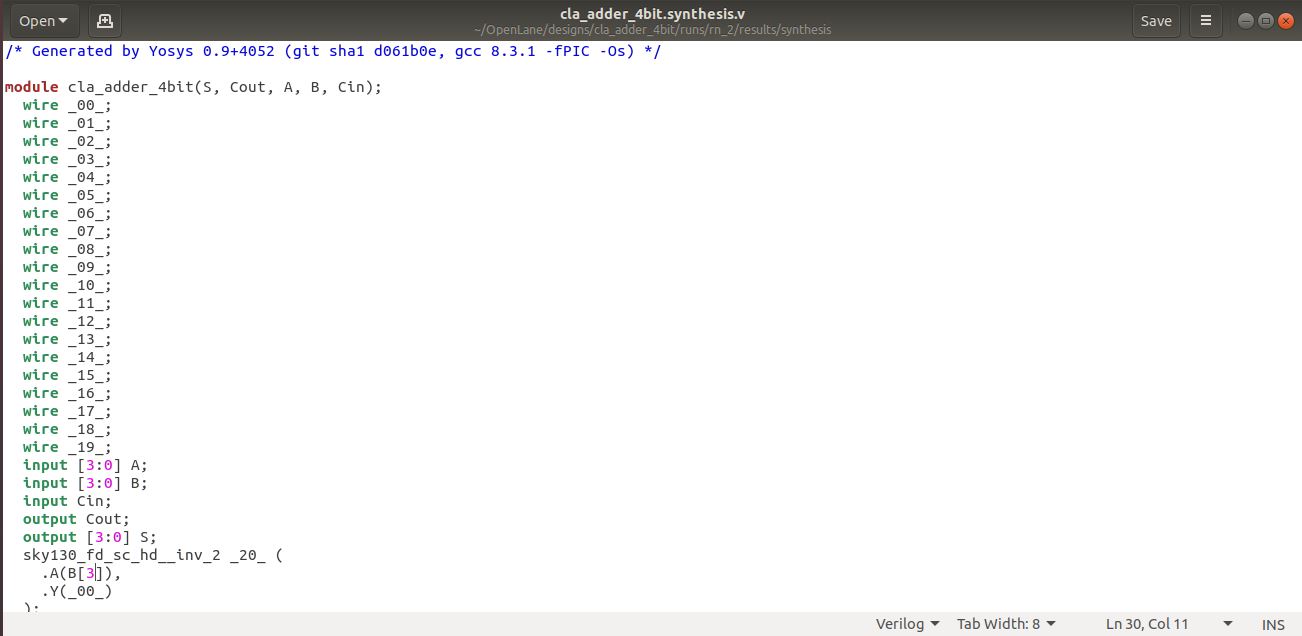 Open
cla_adder_4bit.synthesis.v
~/OpenLane/designs/cla_adder_4bit/runs/rn_2/results/synthesis
Save
/* Generated by Yosys 0.9+4052 (git sha1 d061b0e, gcc 8.3.1 -fPIC -Os) */
module cla_adder_4bit(S, Cout, A, B, Cin);
wire _00_;
wire _01_;
wire _02_;
wire _03_;
wire _04_;
wire _05_;
wire _06_;
wire _07_;
wire _08_;
wire _09_;
wire _10_;
wire _11_;
wire _12_;
wire _13_;
wire _14_;
wire _15_;
wire _16_;
wire _17_;
wire _18_;
wire _19_;
input [3:0] A;
input [3:0] B;
input Cin;
output Cout;
output [3:0] S;
sky130_fd_sc_hd__inv_2 _20_ (
.A(B[3]),
.Y(_00_)
);
Verilog Tab Width: 8 Ln 30, Col 11 INS